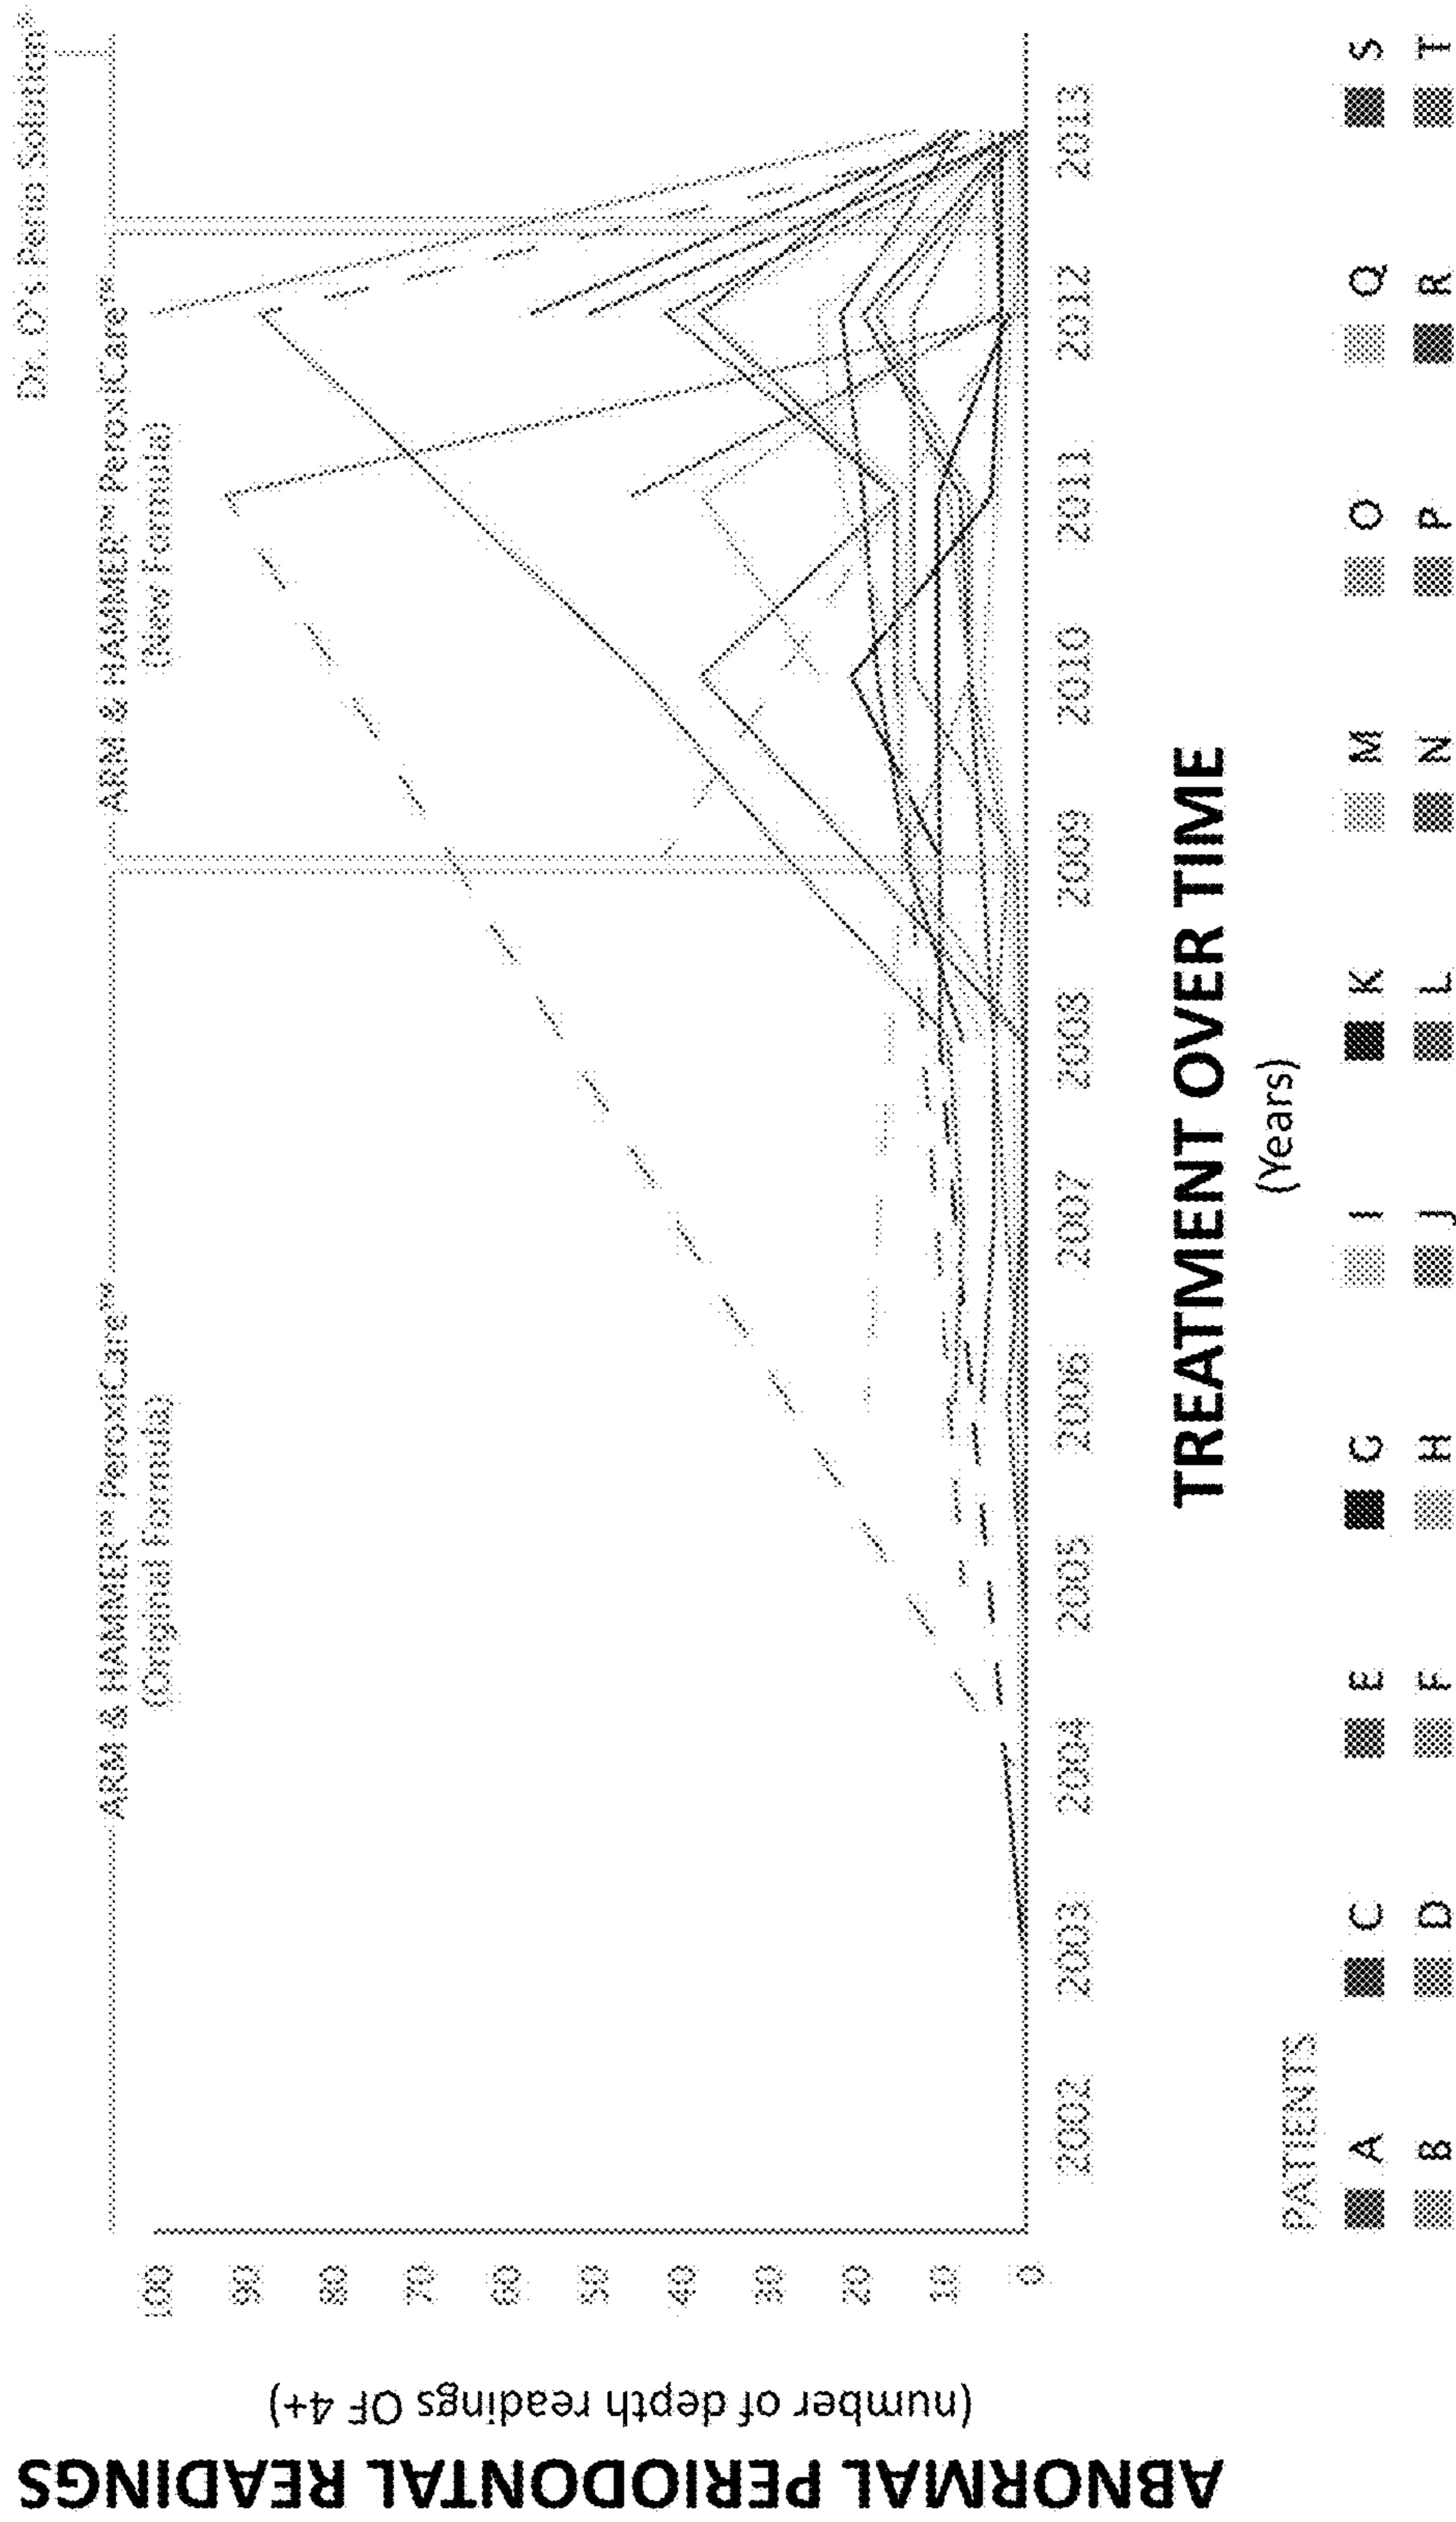 Dr. O's Perio Solution®
ARM & HAMMER™ PeroxiCare™
(Original Formula)
ARM & HAMMER™ PeroxiCare™
(New Formula)
ABNORMAL PERIODONTAL READINGS
(number of depth readings OF 4+)
100
90
80
70
60
50
40
30
20
10
0
2002 2003 2004 2005 2006 2007 2008 2009 2010 2011 2012 2013
TREATMENT OVER TIME
(Years)
PATIENTS
A C E G I K M O Q S
B D F H J L N P R T